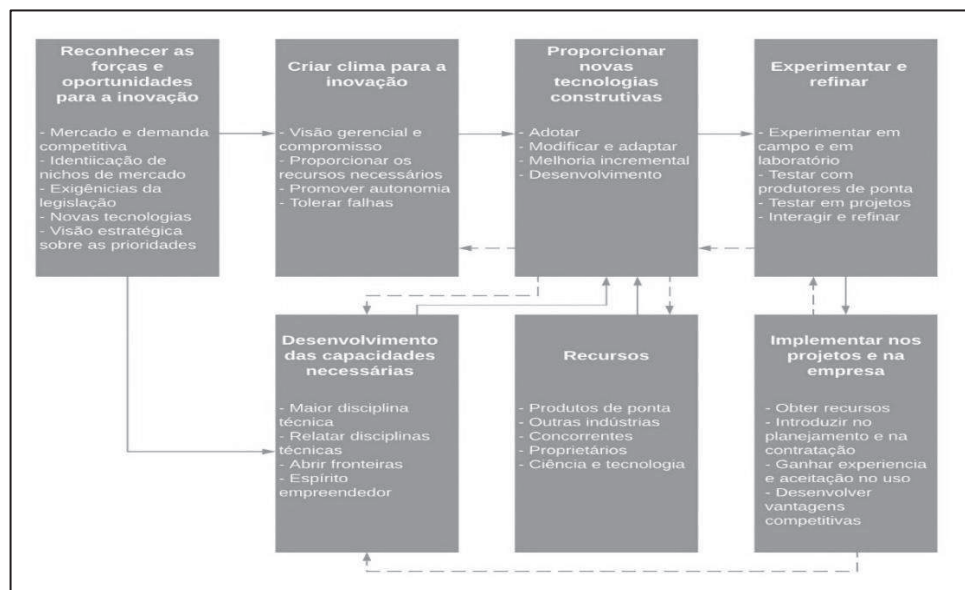 Reconhecer as
forças e
oportunidades
para a inovação
- Mercado e demanda
competitiva
- Identiicação de
nichos de mercado
- Exigências da
legislação
- Novas tecnologias
- Visão estratégica
sobre as prioridades
Criar clima para a
inovação
- Visão gerencial e
compromisso
- Proporcionar os
recursos necessários
- Promover autonomia
- Tolerar falhas
Proporcionar
novas
tecnologias
construtivas
- Adotar
- Modificar e adaptar
- Melhoria incremental
- Desenvolvimento
Experimentar e
refinar
- Experimentar em
campo e em
laboratório
- Testar com
produtores de ponta
- Testar em projetos
- Interagir e refinar
Desenvolvimento
das capacidades
necessárias
- Maior disciplina
técnica
- Relatar disciplinas
técnicas
- Abrir fronteiras
- Espírito
empreendedor
Recursos
- Produtos de ponta
- Outras indústrias
- Concorrentes
- Proprietários
- Ciência e tecnologia
Implementar nos
projetos e na
empresa
- Obter recursos
- Introduzir no
planejamento e na
contratação
- Ganhar experiencia
e aceitação no uso
- Desenvolver
vantagens
competitivas